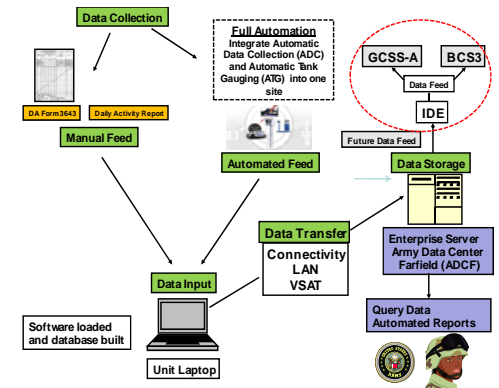 Data Collection
Full Automation
Integrate Automatic
Data Collection (ADC)
and Automatic Tank
Gauging (ATG) into one
site
GCSS-A
BCS3
Data Feed
IDE
DA Form3643
Daily Activity Report
Manual Feed
Automated Feed
Future Data Feed
Data Storage
Data Transfer
Connectivity
LAN
VSAT
Enterprise Server
Army Data Center
Farfield (ADCF)
Data Input
Query Data
Automated Reports
Software loaded
and database built
Unit Laptop